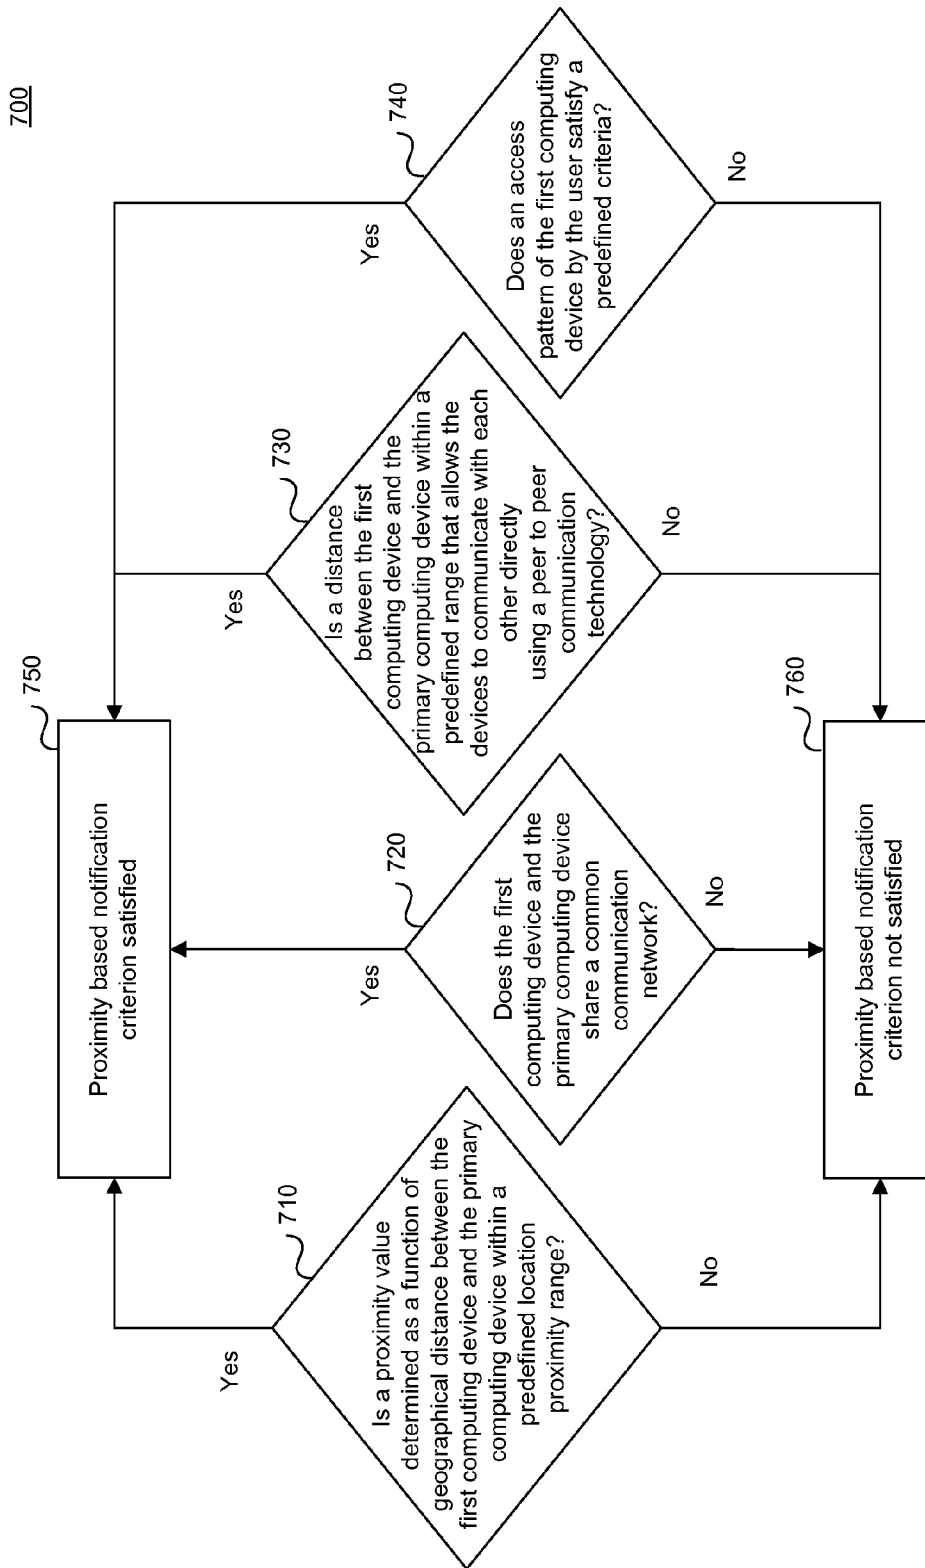 700
750
Proximity based notification
criterion satisfied
Yes
710
Is a proximity value
determined as a function of
geographical distance between the
first computing device and the primary
computing device within a
predefined location
proximity range?
No
Yes
720
Does the first
computing device and the
primary computing device
share a common
communication
network?
No
Yes
730
Is a distance
between the first
computing device and the
primary computing device within a
predefined range that allows the
devices to communicate with each
other directly
using a peer to peer
communication
technology?
No
Yes
740
Does an access
pattern of the first computing
device by the user satisfy a
predefined criteria?
No
760
Proximity based notification
criterion not satisfied